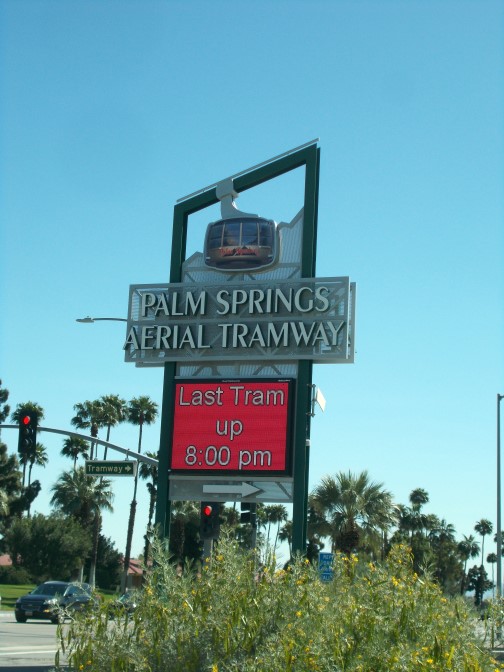 PALM SPRINGS
AERIAL TRAMWAY
Last Tram
up
8:00 pm
Tramway